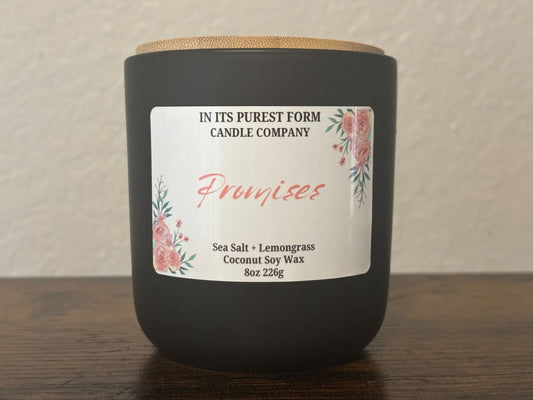 IN ITS PUREST FORM
CANDLE COMPANY
Promises
Sea Salt + Lemongrass
Coconut Soy Wax
8oz 226g